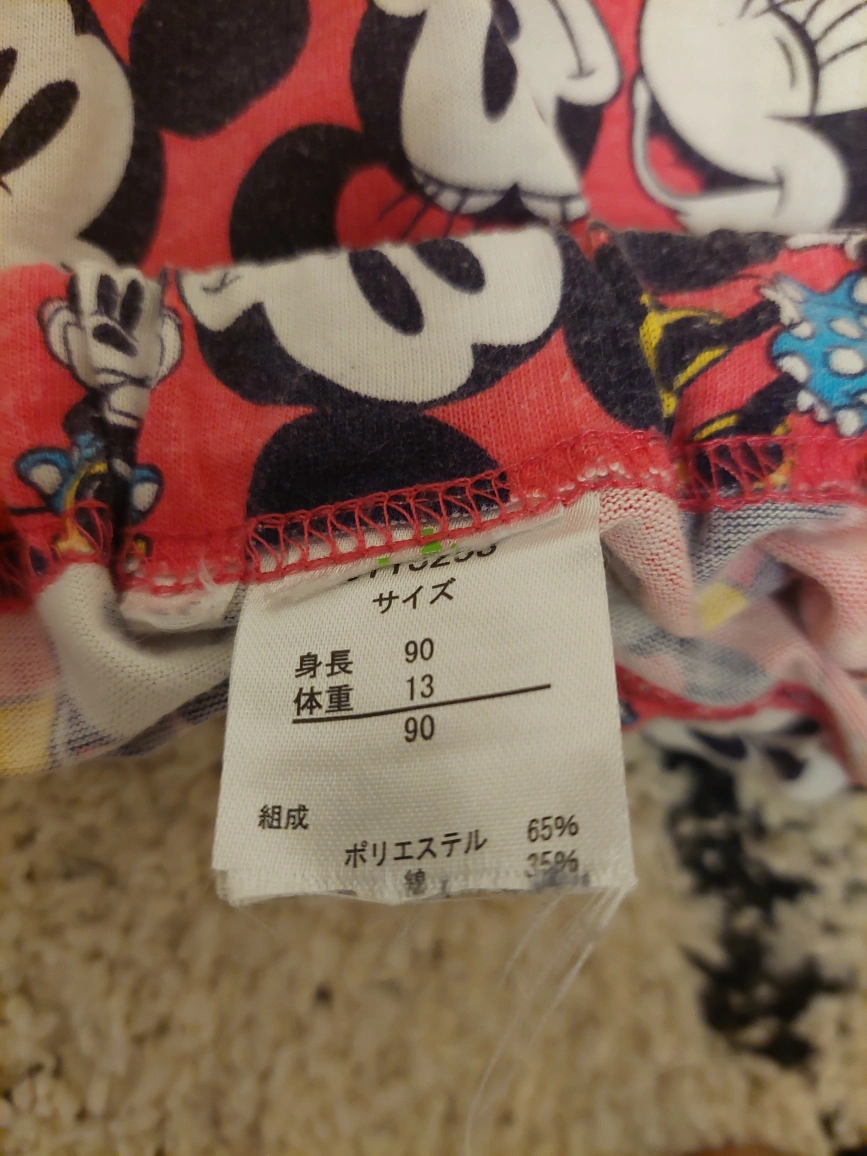 サイズ
身長 90
体重 13
90
組成
ポリエステル 65%
綿 35%